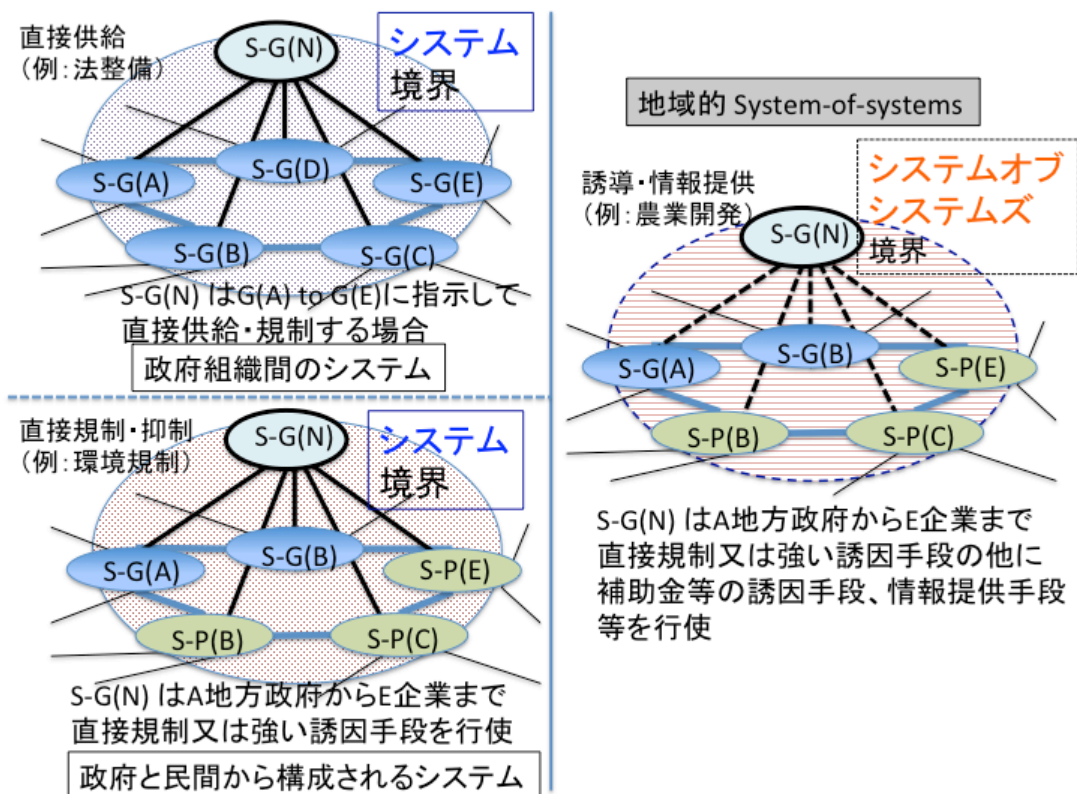 直接供給
（例：法整備）
S-G(N)
システム
境界
S-G(A)
S-G(D)
S-G(E)
S-G(B)
S-G(C)
S-G(N) はG(A) to G(E)に指示して
直接供給・規制する場合
政府組織間のシステム
直接規制・抑制
（例：環境規制）
S-G(N)
システム
境界
S-G(A)
S-G(B)
S-P(E)
S-P(B)
S-P(C)
S-G(N) はA地方政府からE企業まで
直接規制又は強い誘因手段を行使
政府と民間から構成されるシステム
地域的 System-of-systems
誘導・情報提供
（例：農業開発）
S-G(N)
システムオブ
システムズ
境界
S-G(A)
S-G(B)
S-P(E)
S-P(B)
S-P(C)
S-G(N) はA地方政府からE企業まで
直接規制又は強い誘因手段の他に
補助金等の誘因手段、情報提供手段
等を行使